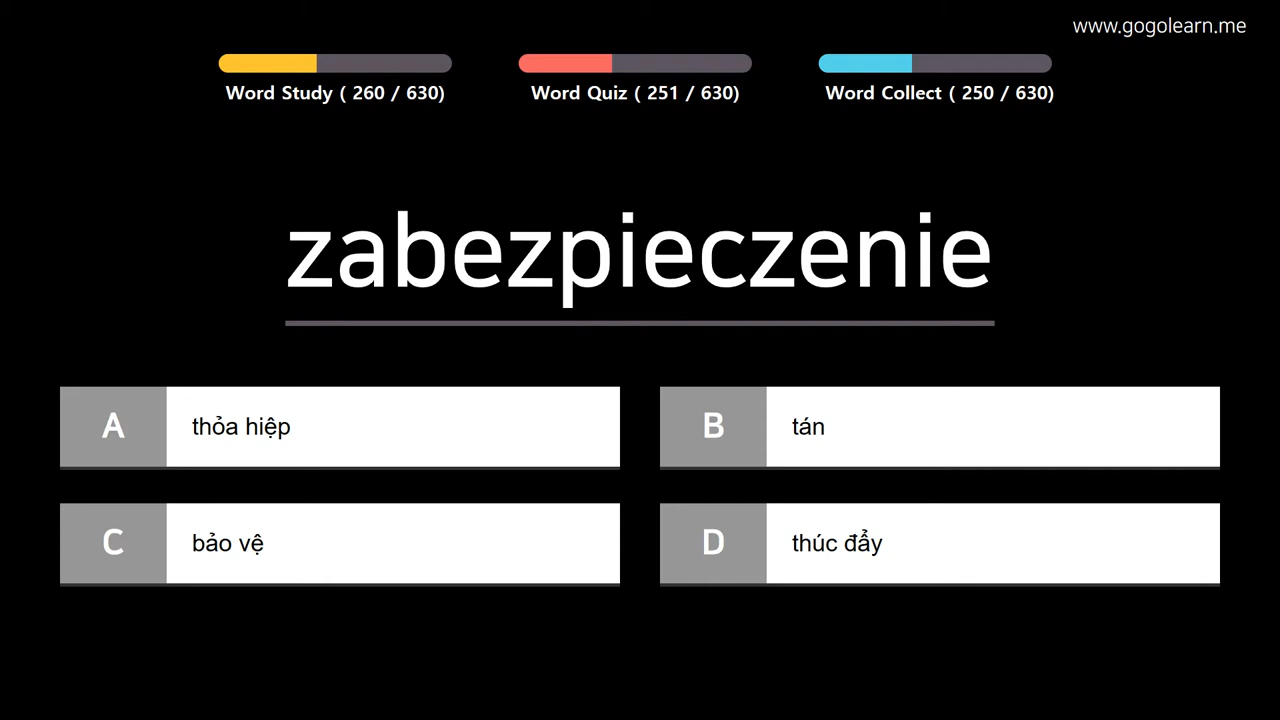 www.gogolearn.me
Word Study ( 260 / 630)
Word Quiz ( 251 / 630)
Word Collect ( 250 / 630)
zabezpieczenie
A thỏa hiệp
B tán
C bảo vệ
D thúc đẩy